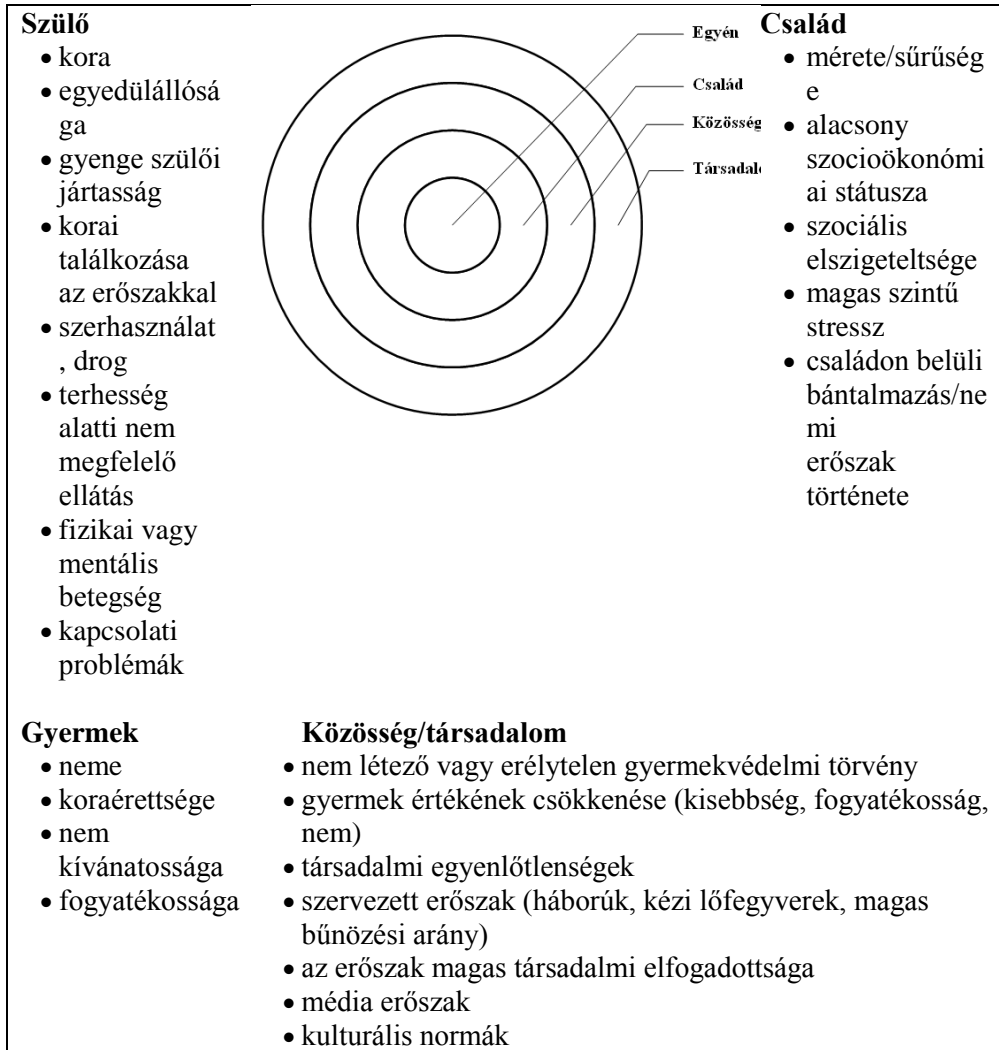 Szülő
• kora
• egyedülállósá
ga
• gyenge szülői
jártasság
• korai
találkozása
az erőszakkal
• szerhasználat
, drog
• terhesség
alatti nem
megfelelő
ellátás
• fizikai vagy
mentális
betegség
• kapcsolati
problémák
Egyén
Család
Közösség
Társadal
Család
• mérete/sűrűség
e
• alacsony
szocioökonómi
ai státusza
• szociális
elszigeteltsége
• magas szintű
stressz
• családon belüli
bántalmazás/ne
mi
erőszak
története
Gyermek
• neme
• koraérettsége
• nem
kívánatossága
• fogyatékossága
Közösség/társadalom
• nem létező vagy erélytelen gyermekvédelmi törvény
• gyermek értékének csökkenése (kisebbség, fogyatékosság,
nem)
• társadalmi egyenlőtlenségek
• szervezett erőszak (háborúk, kézi lőfegyverek, magas
bűnözési arány)
• az erőszak magas társadalmi elfogadottsága
• média erőszak
• kulturális normák